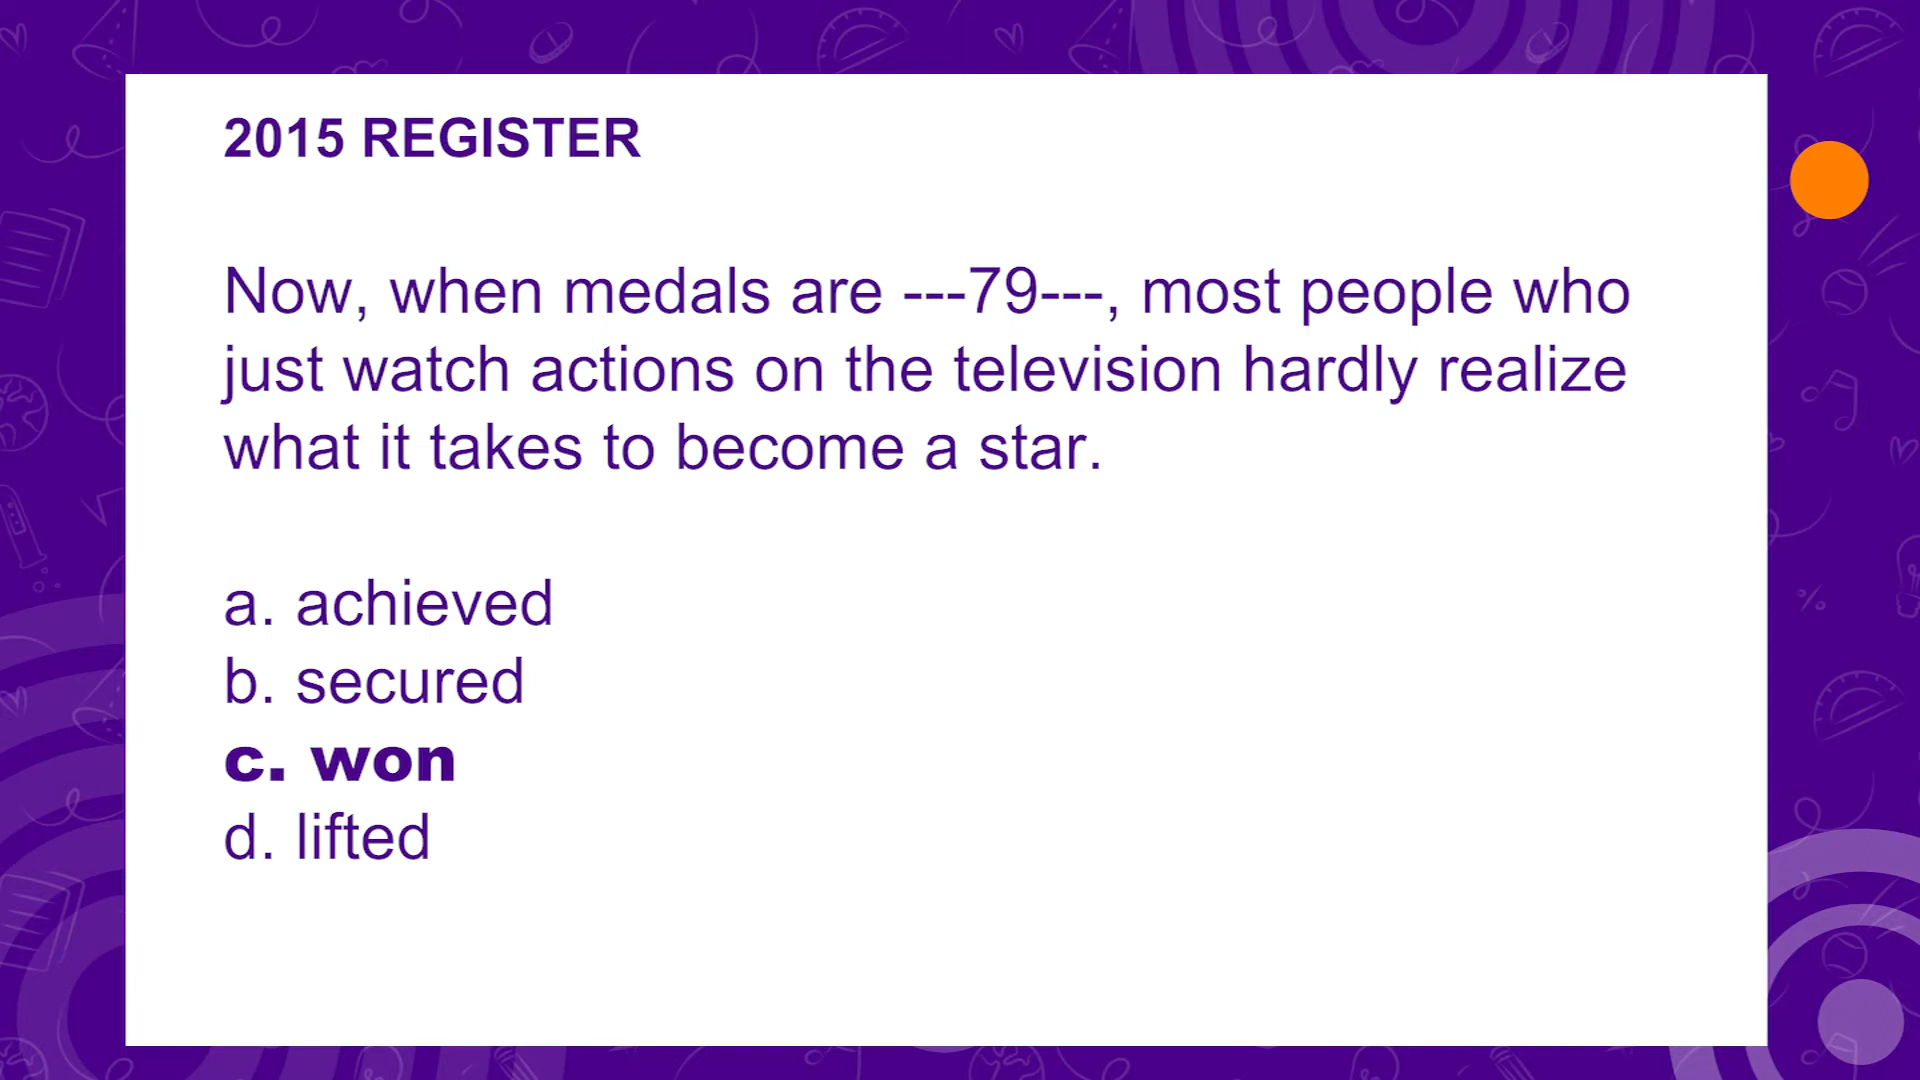 2015 REGISTER
Now, when medals are ---79---, most people who
just watch actions on the television hardly realize
what it takes to become a star.
a. achieved
b. secured
c. won
d. lifted